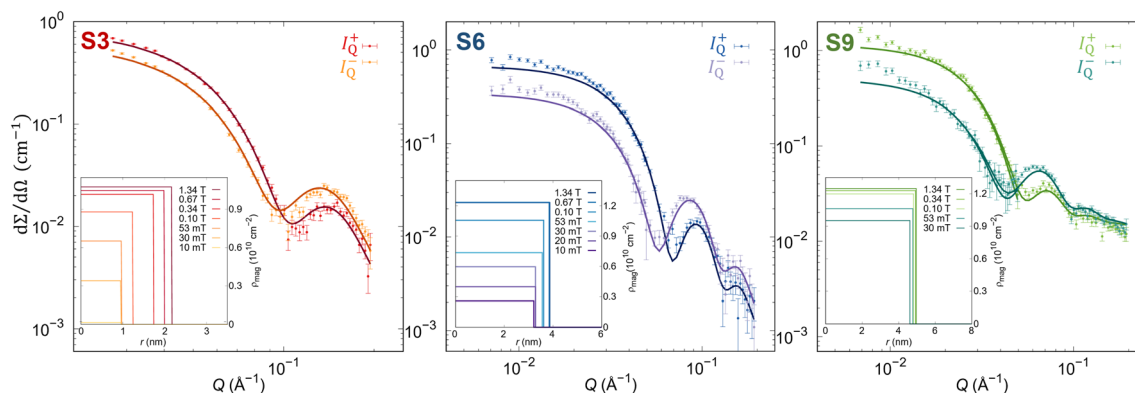 S3
I_Q^+
I_Q^-
10^0
10^-1
10^-2
10^-3
dΣ/dΩ (cm^-1)
1.34 T
0.67 T
0.34 T
0.10 T
53 mT
30 mT
10 mT
0.9
0.6
0.3
0
ρ_mag (10^10 cm^-2)
0 1 2 3
r (nm)
10^-1
Q (Å^-1)
S6
I_Q^+
I_Q^-
10^0
10^-1
10^-2
10^-3
1.34 T
0.67 T
0.10 T
53 mT
30 mT
20 mT
10 mT
1.2
0.9
0.6
0.3
0
ρ_mag(10^10 cm^-2)
0 2 4 6
r (nm)
10^-2 10^-1
Q (Å^-1)
S9
I_Q^+
I_Q^-
10^0
10^-1
10^-2
10^-3
1.34 T
0.34 T
0.10 T
53 mT
30 mT
1.2
0.9
0.6
0.3
0
ρ_mag (10^10 cm^-2)
0 2 4 6 8
r (nm)
10^-2 10^-1
Q (Å^-1)